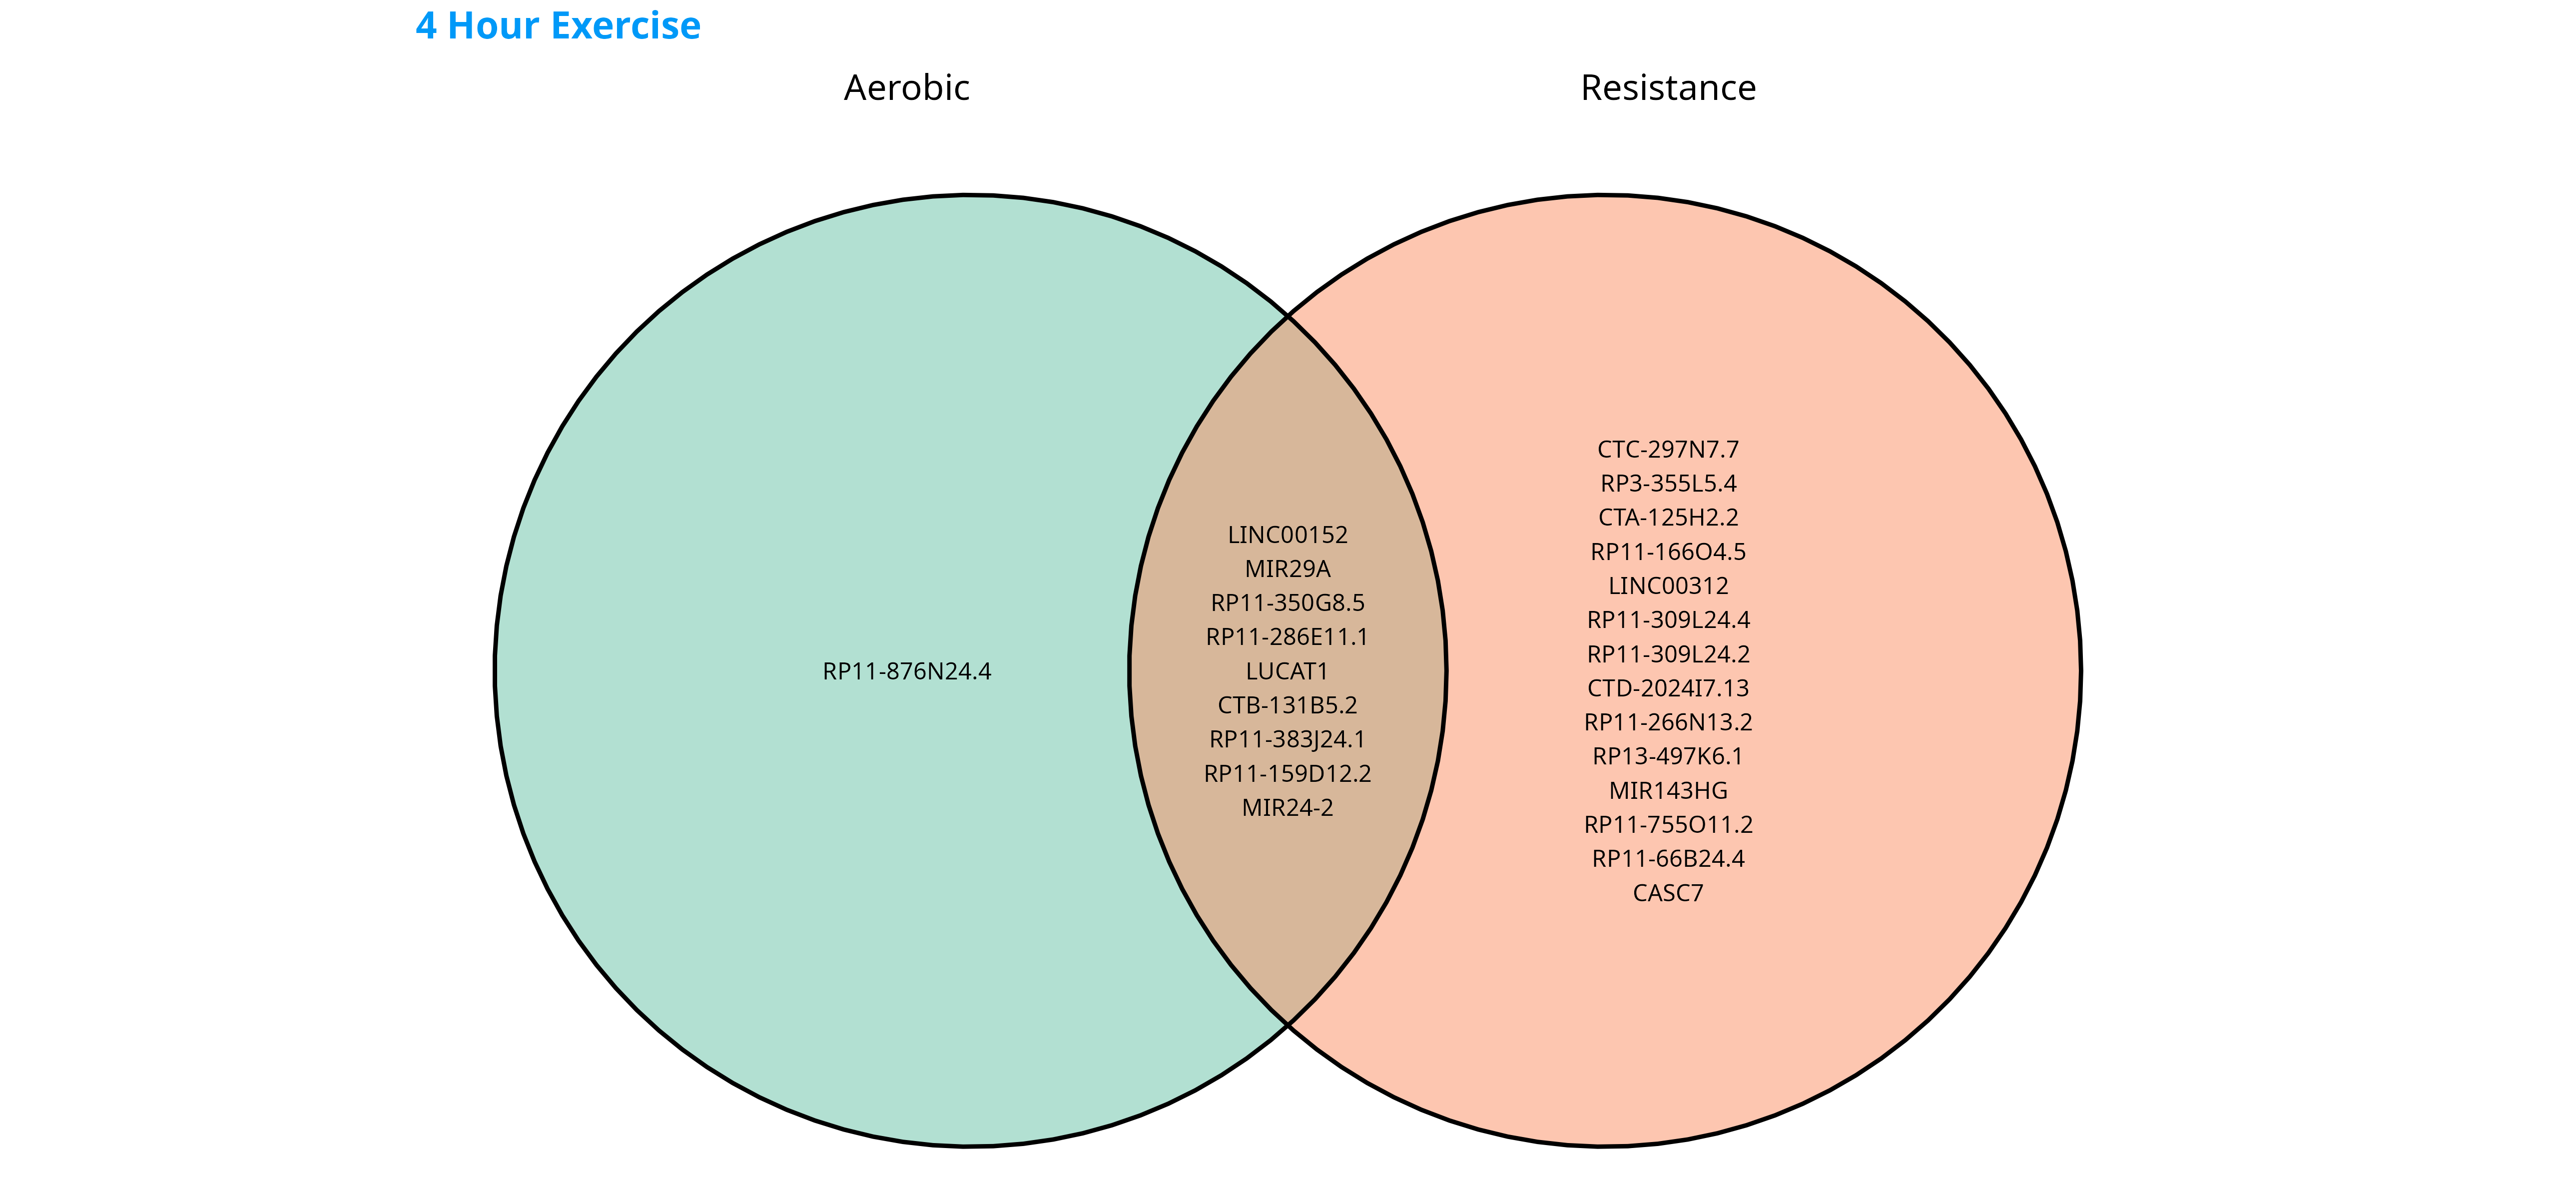 4 Hour Exercise
Aerobic
Resistance
RP11-876N24.4
LINC00152
MIR29A
RP11-350G8.5
RP11-286E11.1
LUCAT1
CTB-131B5.2
RP11-383J24.1
RP11-159D12.2
MIR24-2
CTC-297N7.7
RP3-355L5.4
CTA-125H2.2
RP11-166O4.5
LINC00312
RP11-309L24.4
RP11-309L24.2
CTD-2024I7.13
RP11-266N13.2
RP13-497K6.1
MIR143HG
RP11-755O11.2
RP11-66B24.4
CASC7